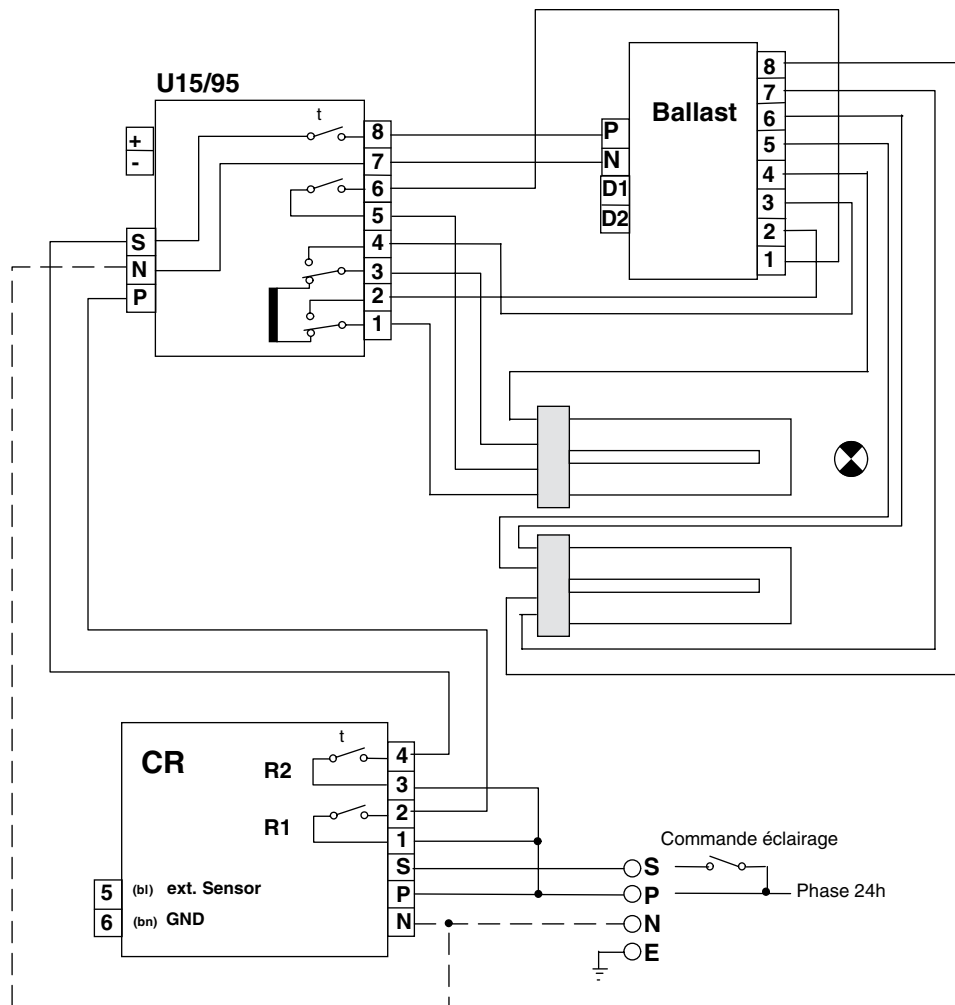 U15/95
Ballast
t
+
-
S
N
P
8
7
6
5
4
3
2
1
P
N
D1
D2
8
7
6
5
4
3
2
1
CR
t
R2
R1
4
3
2
1
S
P
N
5 (bl) ext. Sensor
6 (bn) GND
Commande éclairage
S
P Phase 24h
N
E